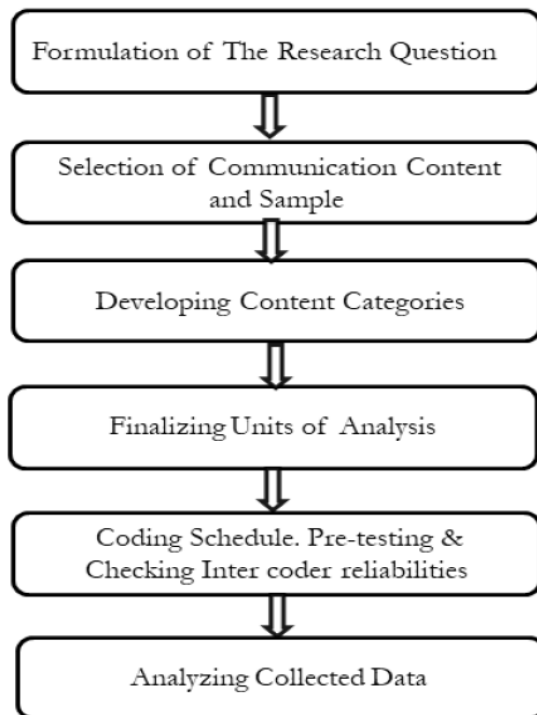 Formulation of The Research Question
Selection of Communication Content
and Sample
Developing Content Categories
Finalizing Units of Analysis
Coding Schedule. Pre-testing &
Checking Inter coder reliabilities
Analyzing Collected Data